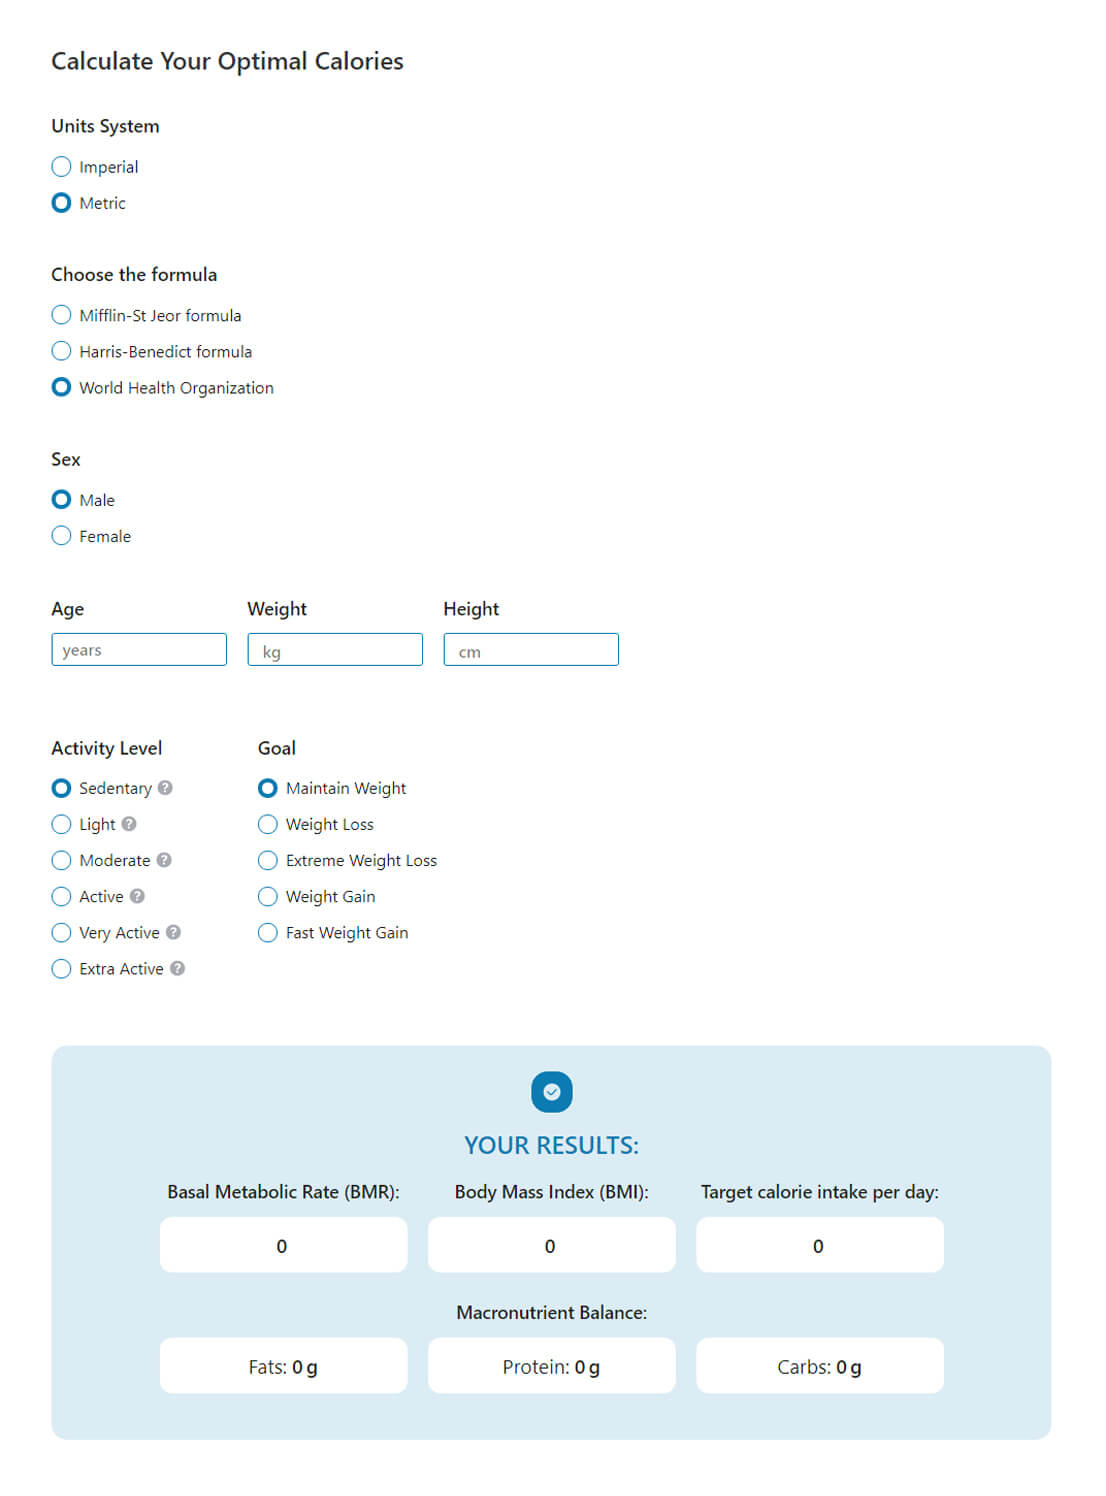 Calculate Your Optimal Calories
Units System
Imperial
Metric
Choose the formula
Mifflin-St Jeor formula
Harris-Benedict formula
World Health Organization
Sex
Male
Female
Age Weight Height
years kg cm
Activity Level Goal
Sedentary ? Maintain Weight
Light ? Weight Loss
Moderate ? Extreme Weight Loss
Active ? Weight Gain
Very Active ? Fast Weight Gain
Extra Active ?
YOUR RESULTS:
Basal Metabolic Rate (BMR): Body Mass Index (BMI): Target calorie intake per day:
0 0 0
Macronutrient Balance:
Fats: 0 g Protein: 0 g Carbs: 0 g